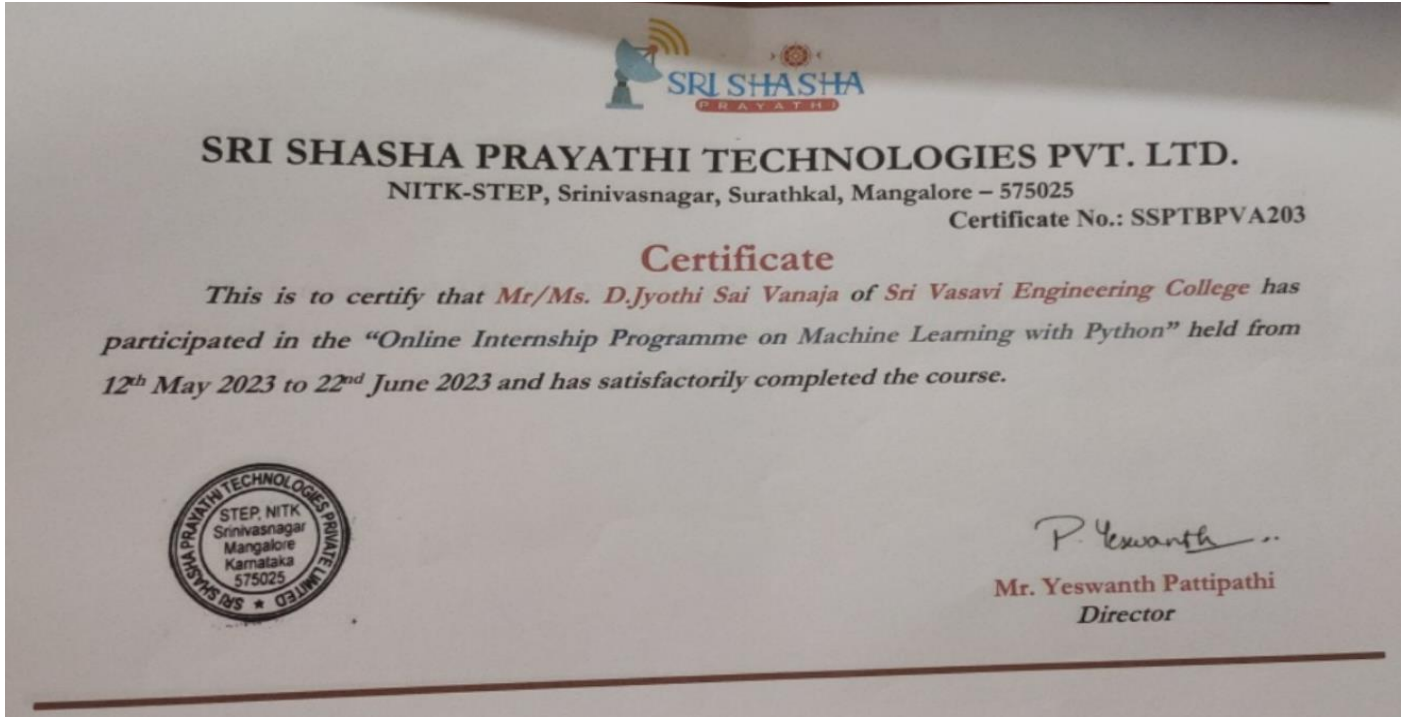 SRI SHASHA
PRAYATHI
SRI SHASHA PRAYATHI TECHNOLOGIES PVT. LTD.
NITK-STEP, Srinivasnagar, Surathkal, Mangalore – 575025
Certificate No.: SSPTBPVA203
Certificate
This is to certify that Mr/Ms. D.Jyothi Sai Vanaja of Sri Vasavi Engineering College has
participated in the “Online Internship Programme on Machine Learning with Python” held from
12th May 2023 to 22nd June 2023 and has satisfactorily completed the course.
SRI SHASHA PRAYATHI TECHNOLOGIES PRIVATE LIMITED ★
STEP, NITK
Srinivasnagar
Mangalore
Karnataka
575025
P. Yeswanth
Mr. Yeswanth Pattipathi
Director